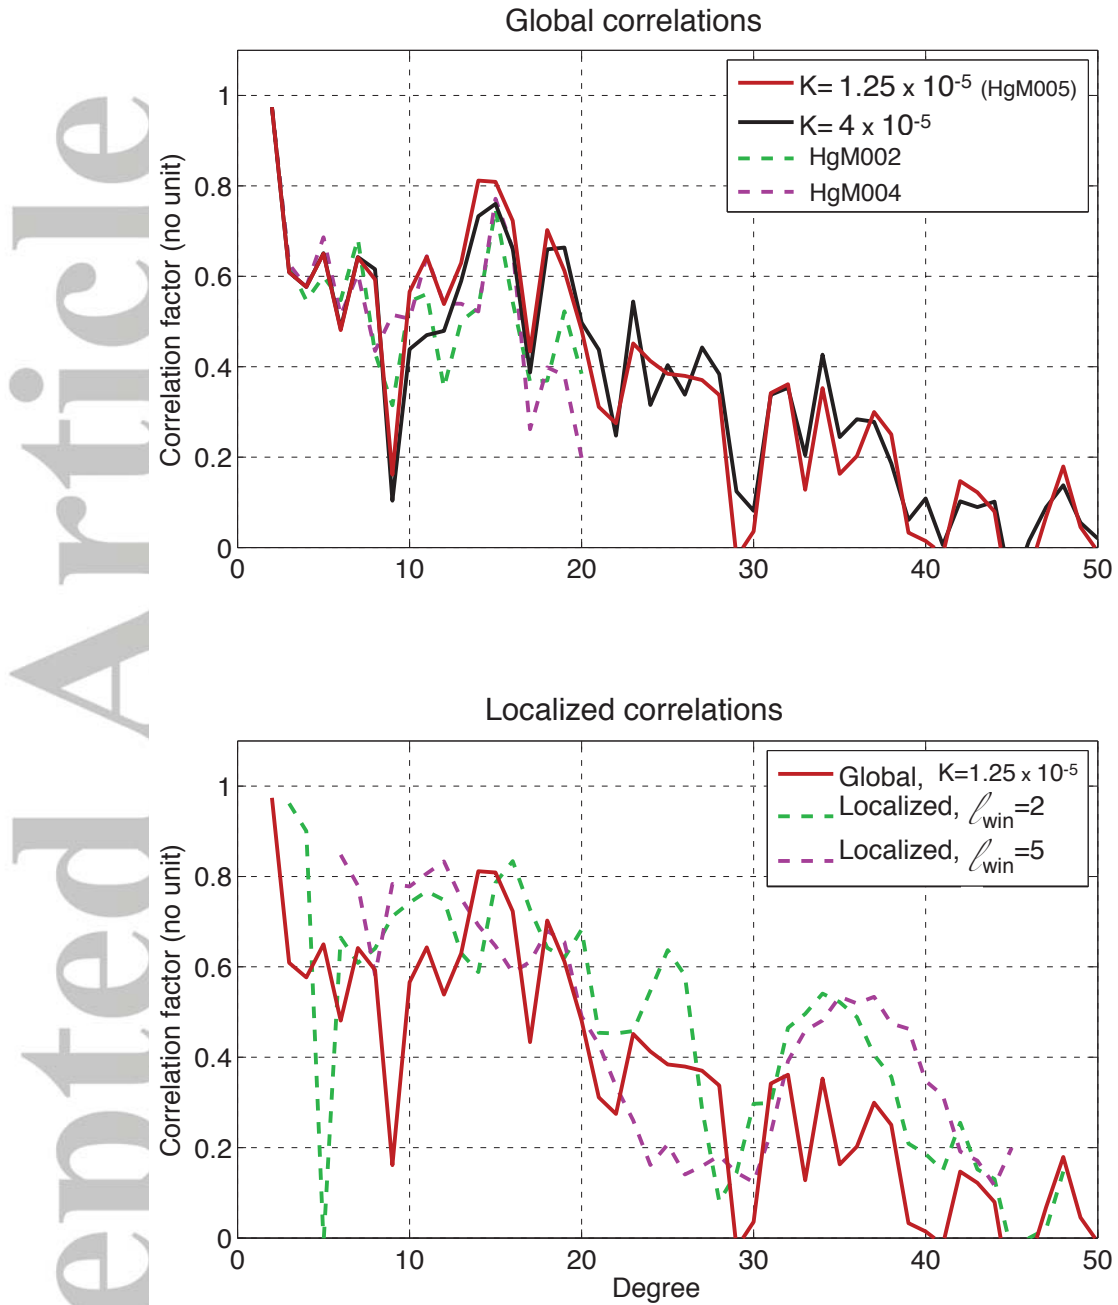 Global correlations
K= 1.25 x 10-5 (HgM005)
K= 4 x 10-5
HgM002
HgM004
Correlation factor (no unit)
1
0.8
0.6
0.4
0.2
0
0 10 20 30 40 50
Localized correlations
Global, K=1.25 x 10-5
Localized, ℓwin=2
Localized, ℓwin=5
Correlation factor (no unit)
1
0.8
0.6
0.4
0.2
0
0 10 20 30 40 50
Degree
ented Article